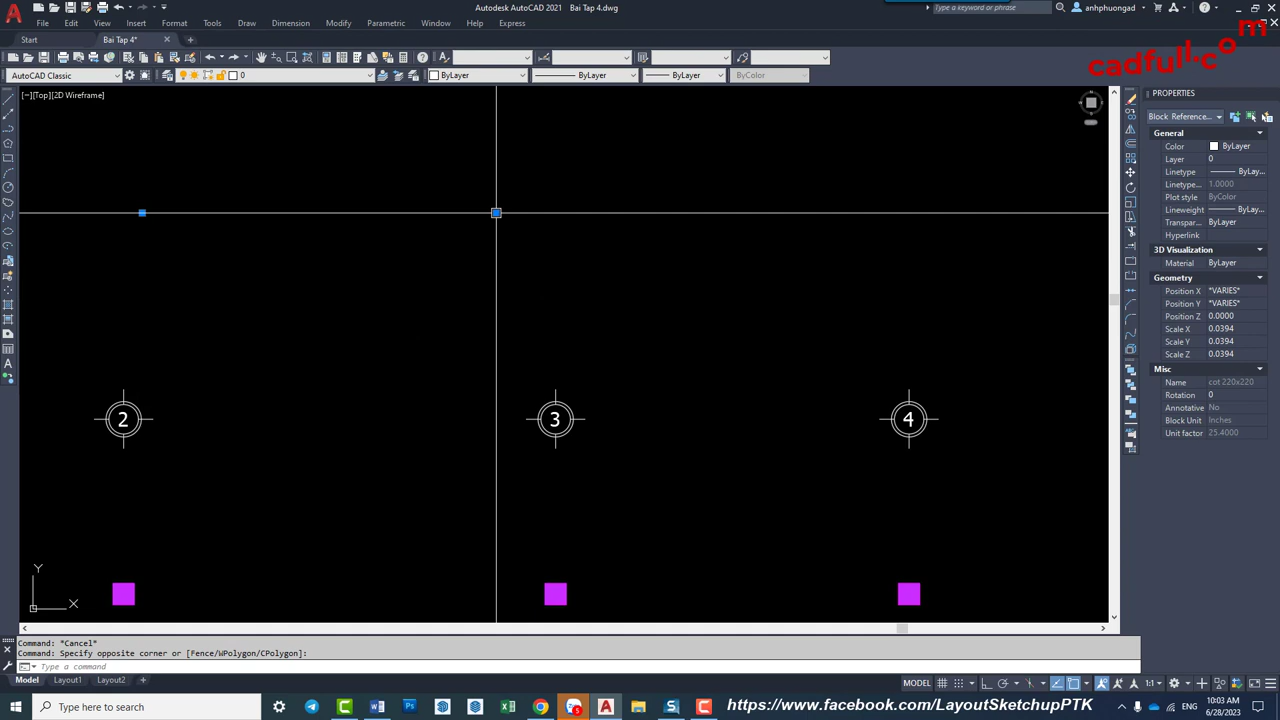 Autodesk AutoCAD 2021   Bai Tap 4.dwg
Type a keyword or phrase
anhphuongad
File Edit View Insert Format Tools Draw Dimension Modify Parametric Window Express Help
Start
Bai Tap 4*
cadfull.com
AutoCAD Classic
0
ByLayer
ByLayer
ByLayer
ByColor
[−][Top][2D Wireframe]
PROPERTIES
Block Reference...
General
Color ByLayer
Layer 0
Linetype ByLay...
Linetype... 1.0000
Plot style ByColor
Lineweight ByLay...
Transpar... ByLayer
Hyperlink
3D Visualization
Material ByLayer
Geometry
Position X *VARIES*
Position Y *VARIES*
Position Z 0.0000
Scale X 0.0394
Scale Y 0.0394
Scale Z 0.0394
Misc
Name cot 220x220
Rotation 0
Annotative No
Block Unit Inches
Unit factor 25.4000
2
3
4
Y
X
Command: *Cancel*
Command: Specify opposite corner or [Fence/WPolygon/CPolygon]:
Type a command
Model Layout1 Layout2
MODEL
1:1
Type here to search
https://www.facebook.com/LayoutSketchupPTK
ENG
10:03 AM
6/28/2023